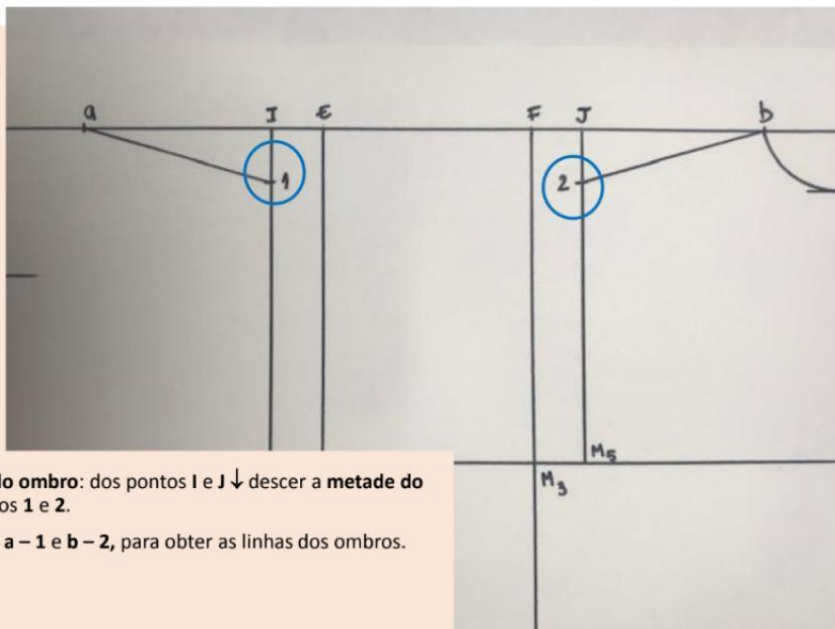 a I E F J b
1 2
M5
M3
lo ombro: dos pontos I e J ↓ descer a metade do
os 1 e 2.
a – 1 e b – 2, para obter as linhas dos ombros.